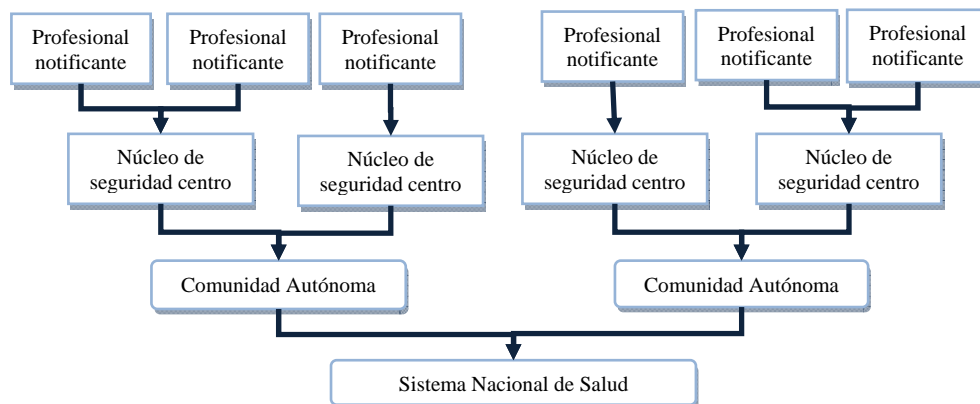 Profesional
notificante
Profesional
notificante
Profesional
notificante
Profesional
notificante
Profesional
notificante
Profesional
notificante
Núcleo de
seguridad centro
Núcleo de
seguridad centro
Núcleo de
seguridad centro
Núcleo de
seguridad centro
Comunidad Autónoma
Comunidad Autónoma
Sistema Nacional de Salud